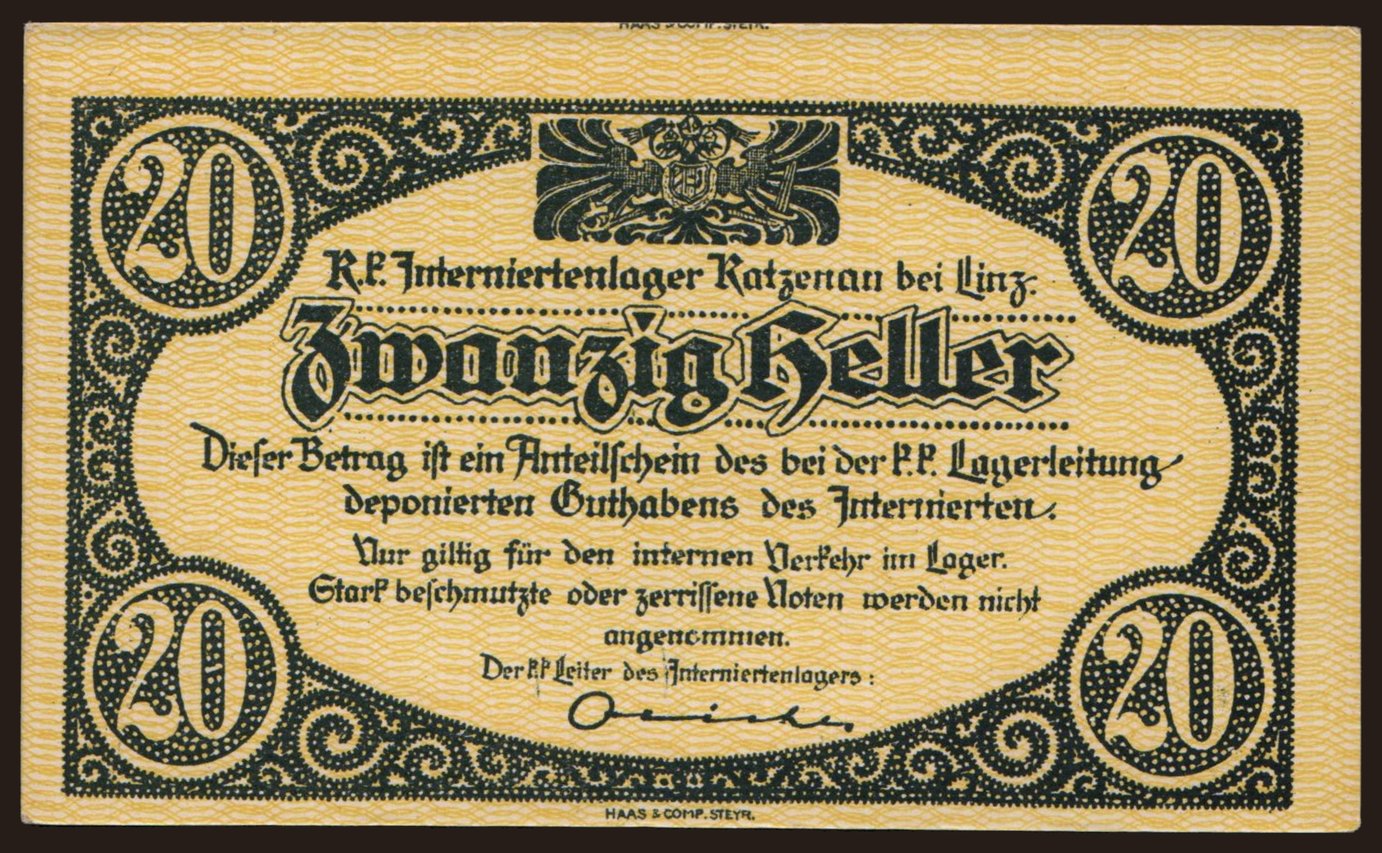 HAAS & COMP. STEYR.
20 20
K.k. Interniertenlager Katzenau bei Linz.
Zwanzig Heller
Dieser Betrag ist ein Anteilschein des bei der k.k. Lagerleitung
deponierten Guthabens des Internierten.
Nur giltig für den internen Verkehr im Lager.
Stark beschmutzte oder zerrissene Noten werden nicht
angenommen.
Der k.k. Leiter des Interniertenlagers:
20 20
HAAS & COMP. STEYR.